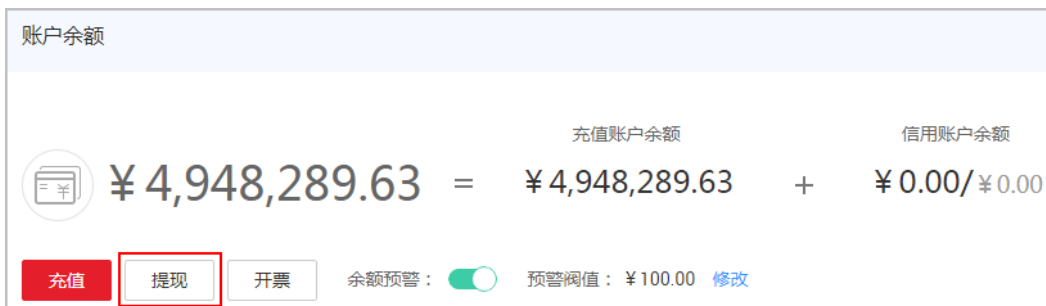 账户余额
充值账户余额 信用账户余额
¥ 4,948,289.63 = ¥ 4,948,289.63 + ¥ 0.00/ ¥ 0.00
充值 提现 开票 余额预警： 预警阀值： ¥ 100.00 修改